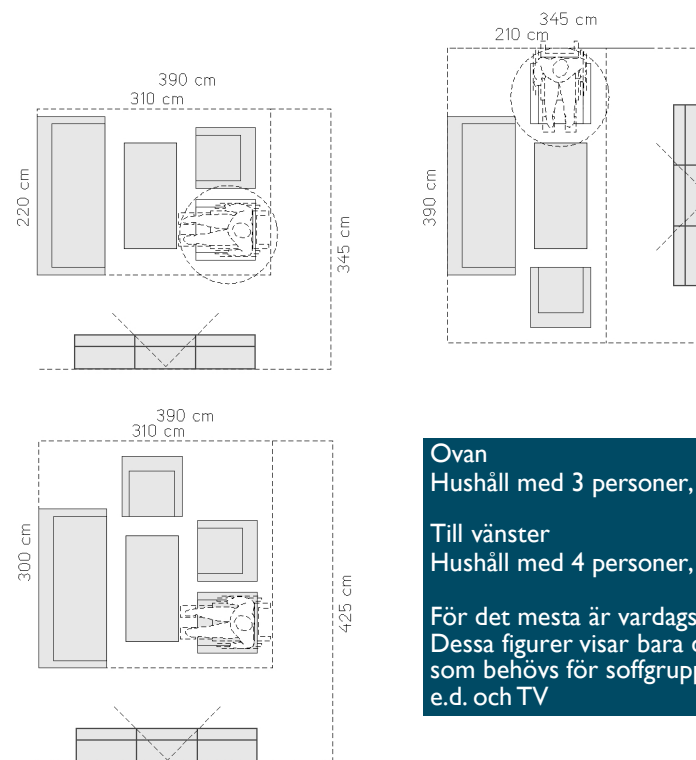 345 cm
210 cm
390 cm
310 cm
220 cm
345 cm
390 cm
390 cm
310 cm
300 cm
425 cm
Ovan
Hushåll med 3 personer,
Till vänster
Hushåll med 4 personer,
För det mesta är vardags
Dessa figurer visar bara
som behövs för soffgrupp
e.d. och TV